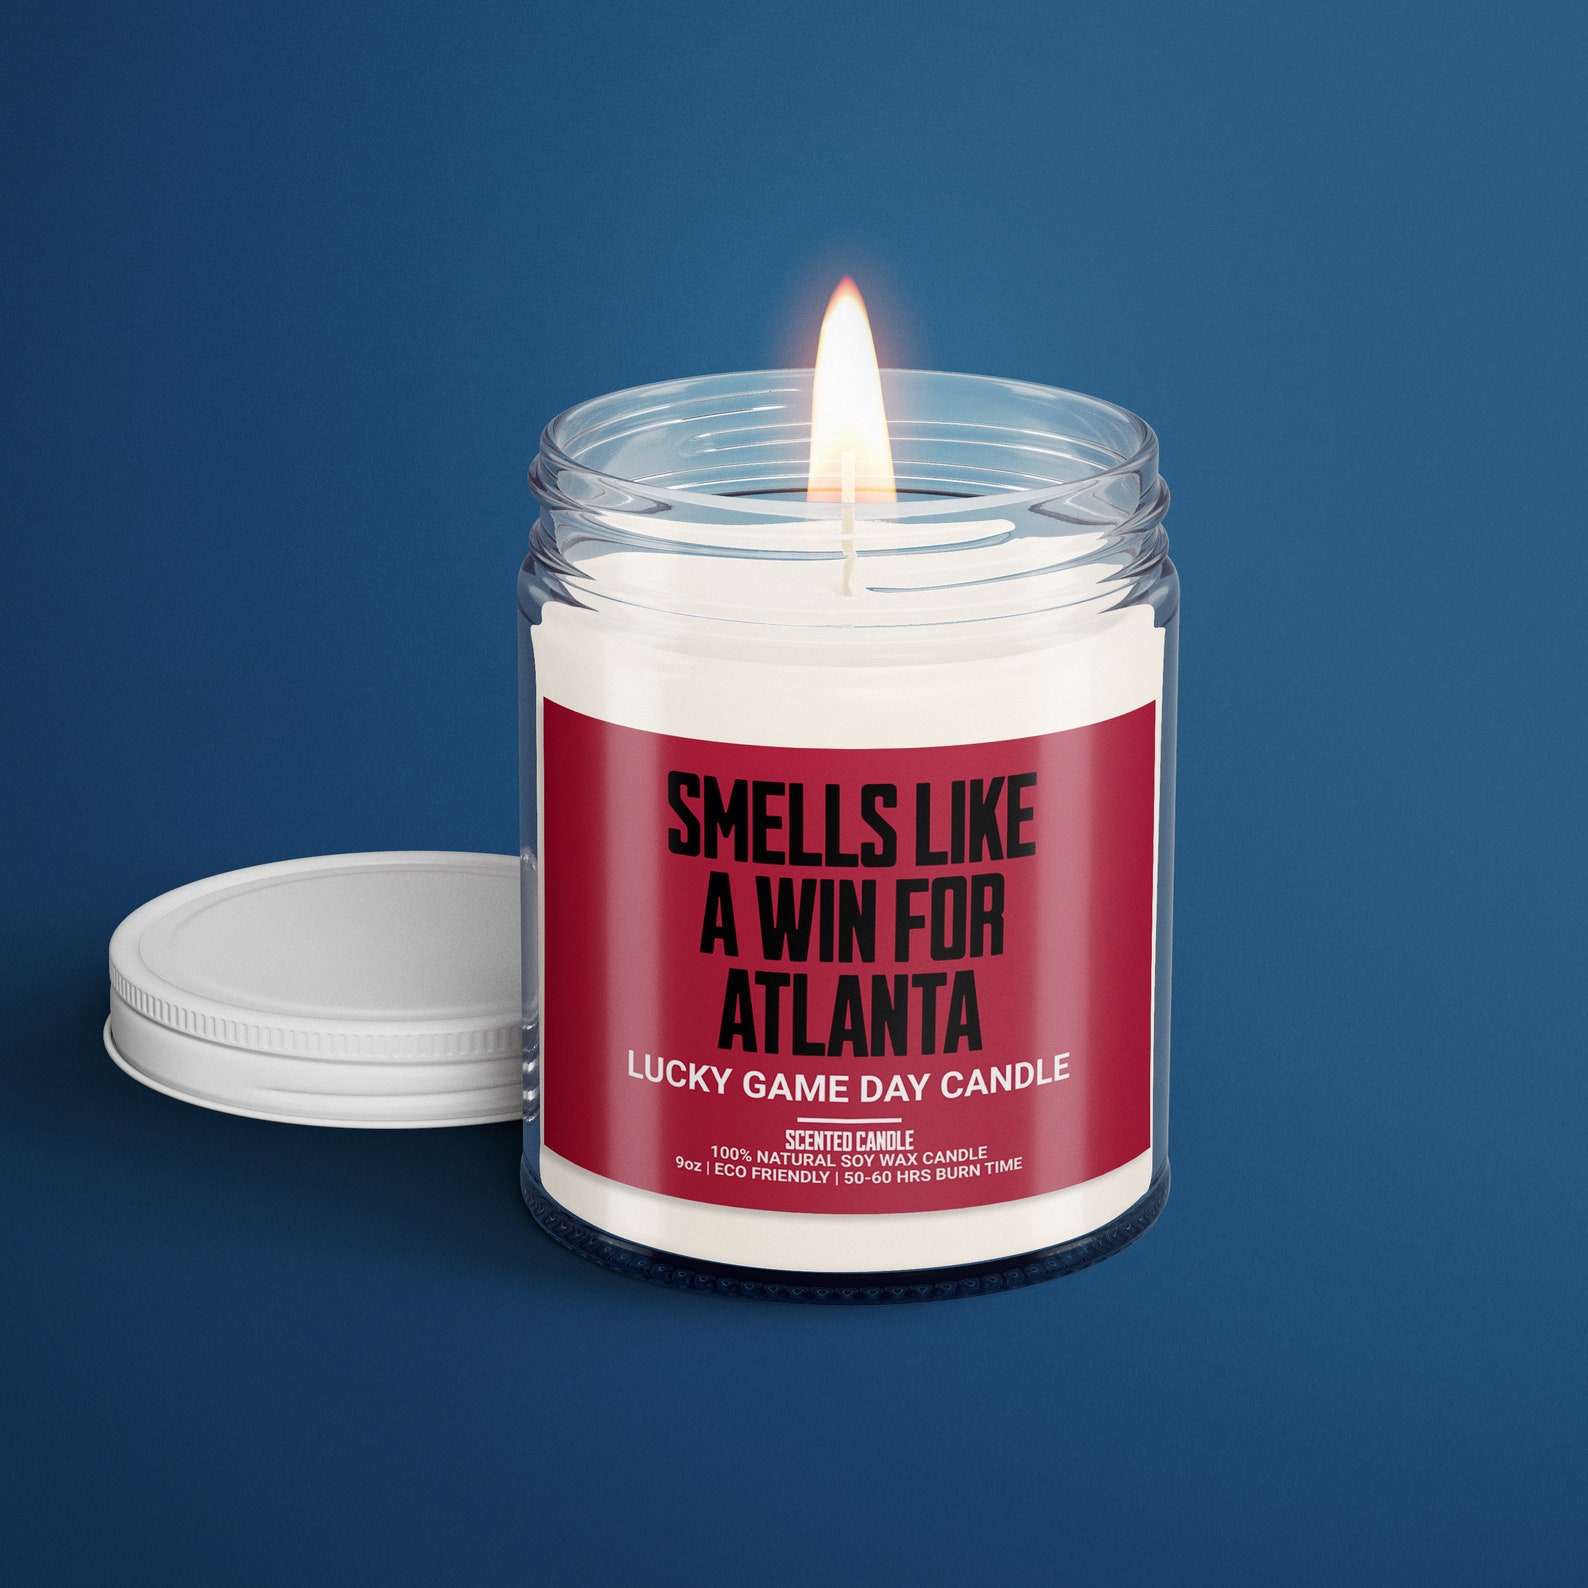 SMELLS LIKE
A WIN FOR
ATLANTA
LUCKY GAME DAY CANDLE
SCENTED CANDLE
100% NATURAL SOY WAX CANDLE
9oz | ECO FRIENDLY | 50-60 HRS BURN TIME